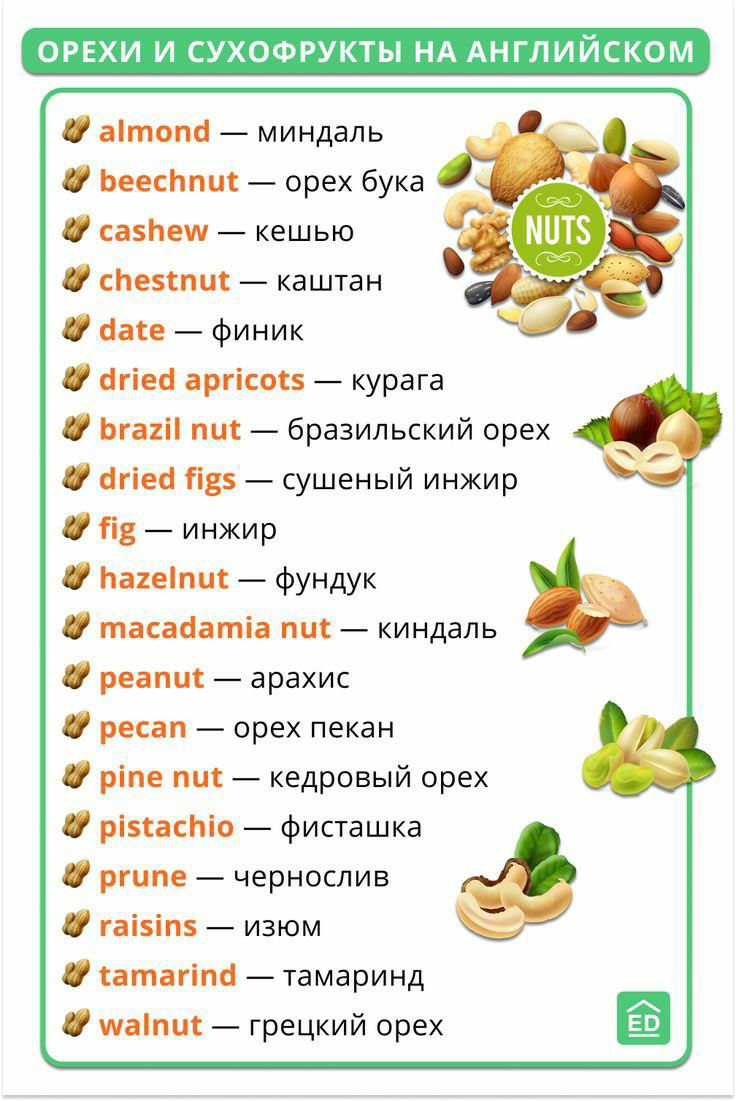 ОРЕХИ И СУХОФРУКТЫ НА АНГЛИЙСКОМ
almond — миндаль
beechnut — орех бука
cashew — кешью
chestnut — каштан
date — финик
dried apricots — курага
brazil nut — бразильский орех
dried figs — сушеный инжир
fig — инжир
hazelnut — фундук
macadamia nut — киндаль
peanut — арахис
pecan — орех пекан
pine nut — кедровый орех
pistachio — фисташка
prune — чернослив
raisins — изюм
tamarind — тамаринд
walnut — грецкий орех
NUTS
ED